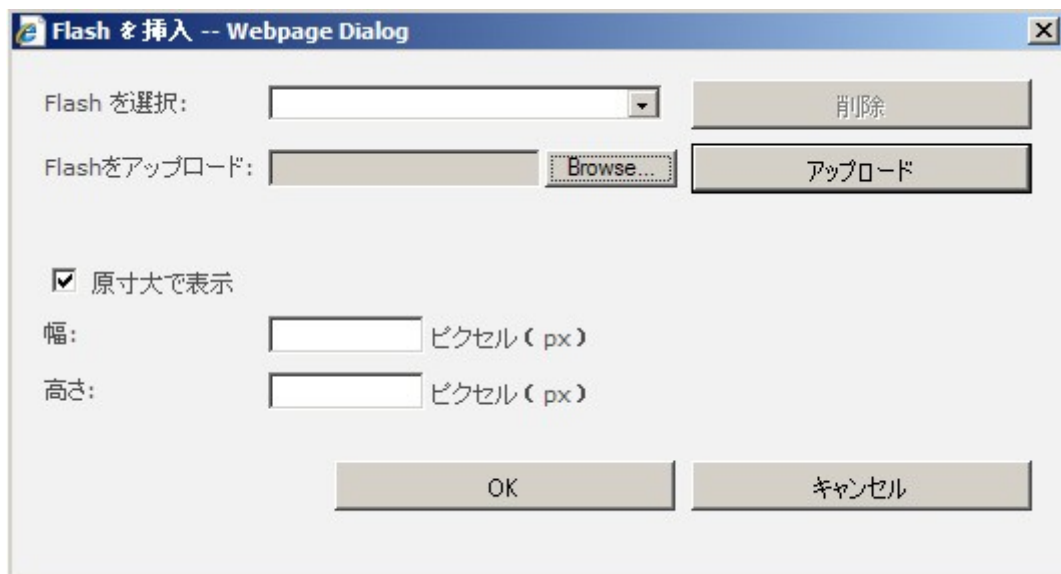 Flash を挿入 -- Webpage Dialog
Flash を選択: 削除
Flashをアップロード: Browse... アップロード
原寸大で表示
幅: ピクセル ( px )
高さ: ピクセル ( px )
OK キャンセル